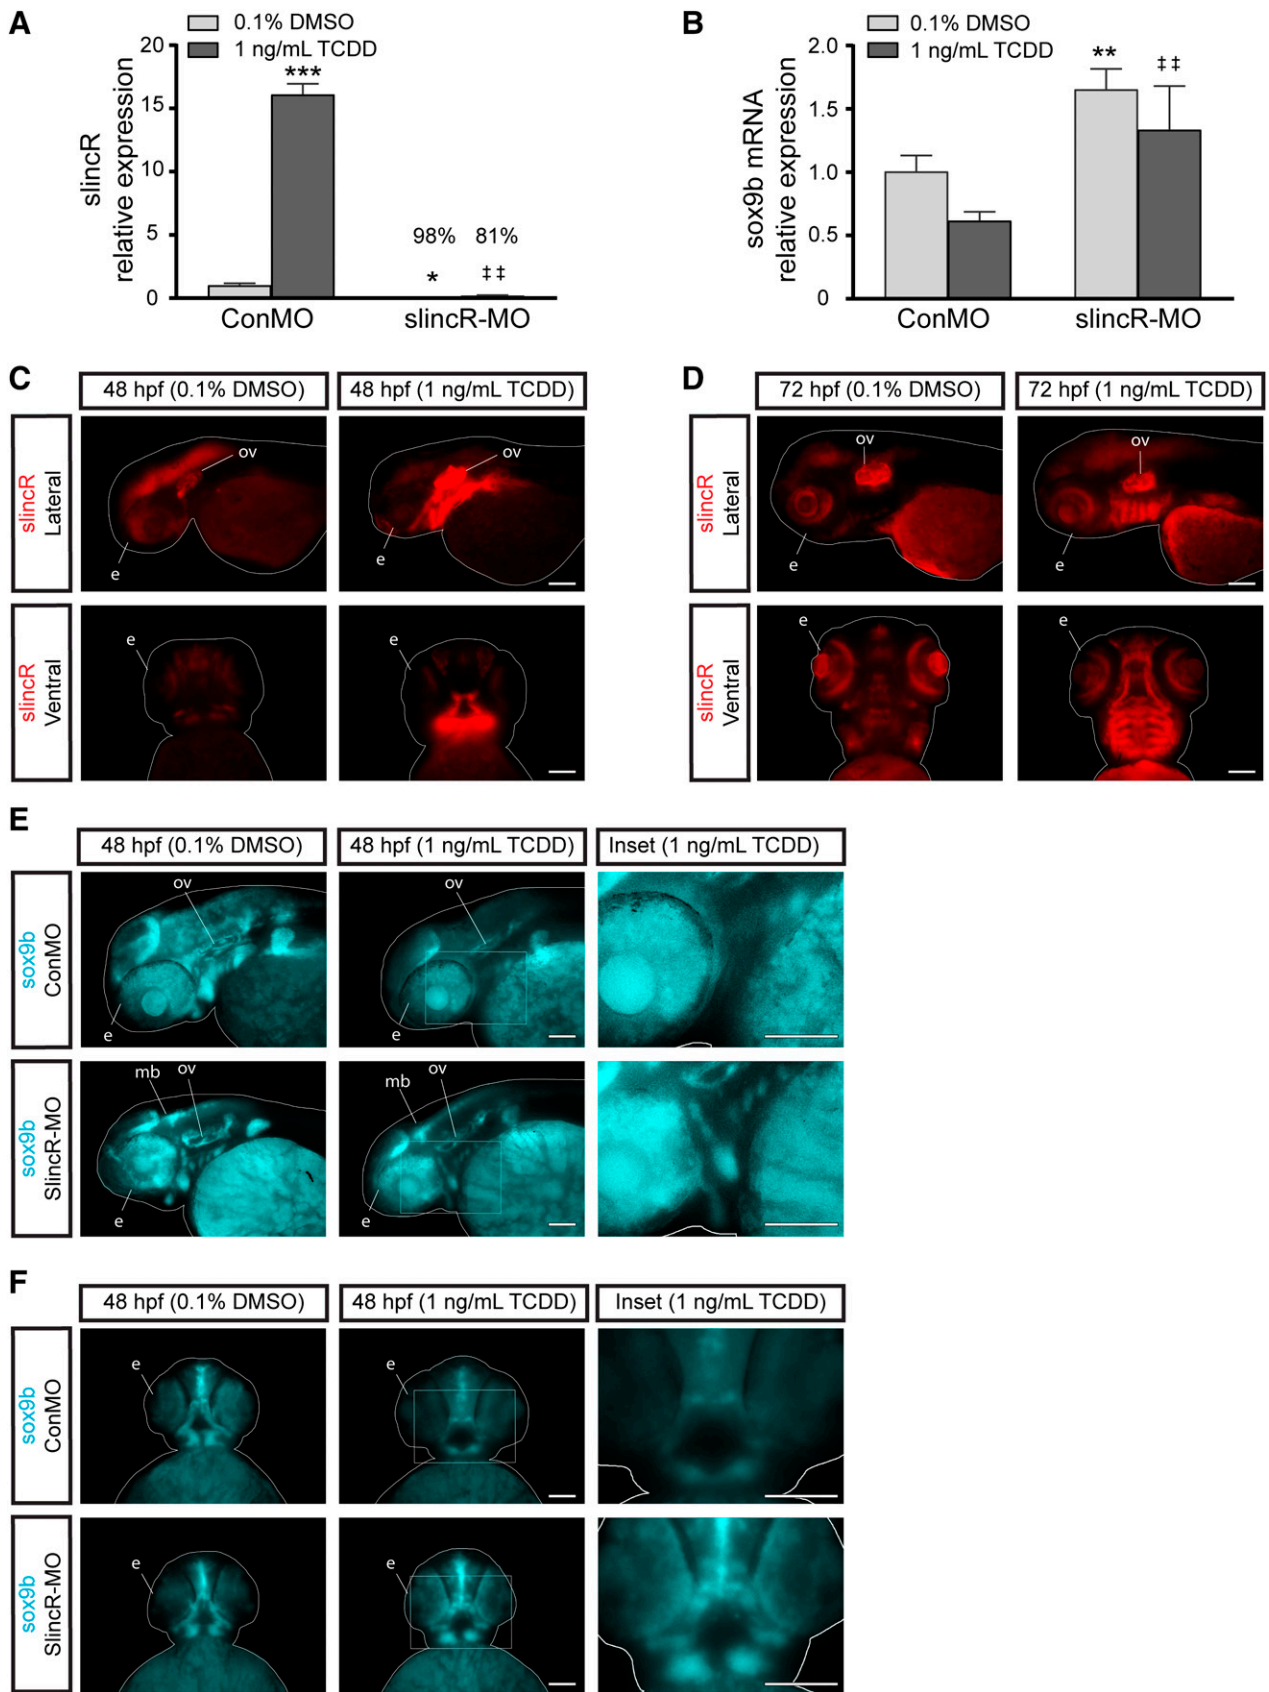 A
0.1% DMSO
1 ng/mL TCDD
slincR
relative expression
20
15
10
5
0
***
98%
81%
*
‡‡
ConMO
slincR-MO
B
0.1% DMSO
1 ng/mL TCDD
sox9b mRNA
relative expression
2.0
1.5
1.0
0.5
0
**
‡‡
ConMO
slincR-MO
C
48 hpf (0.1% DMSO)
48 hpf (1 ng/mL TCDD)
slincR
Lateral
ov
e
ov
e
slincR
Ventral
e
e
D
72 hpf (0.1% DMSO)
72 hpf (1 ng/mL TCDD)
slincR
Lateral
ov
e
ov
e
slincR
Ventral
e
e
E
48 hpf (0.1% DMSO)
48 hpf (1 ng/mL TCDD)
Inset (1 ng/mL TCDD)
sox9b
ConMO
ov
e
ov
e
sox9b
SlincR-MO
mb
ov
e
mb
ov
e
F
48 hpf (0.1% DMSO)
48 hpf (1 ng/mL TCDD)
Inset (1 ng/mL TCDD)
sox9b
ConMO
e
e
sox9b
SlincR-MO
e
e